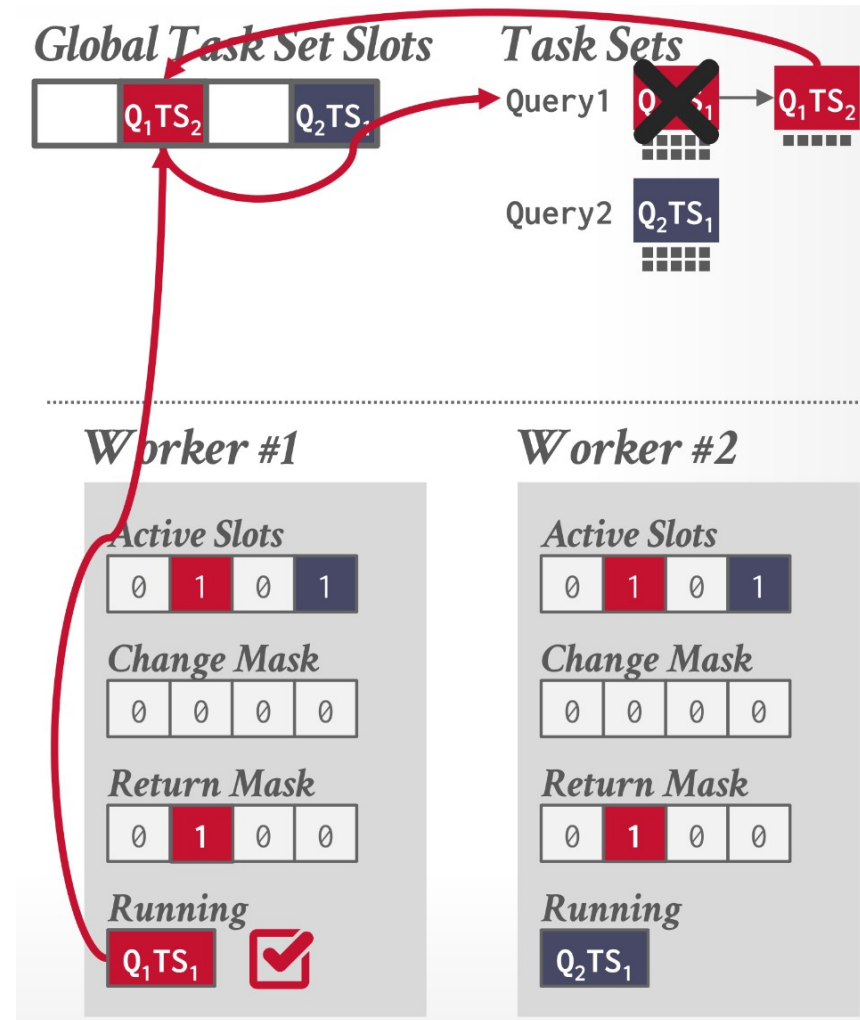 Global Task Set Slots
Q₁TS₂ Q₂TS₁
Task Sets
Query1 Q₁TS₂
Query2 Q₂TS₁
Worker #1
Active Slots
0 1 0 1
Change Mask
0 0 0 0
Return Mask
0 1 0 0
Running
Q₁TS₁
Worker #2
Active Slots
0 1 0 1
Change Mask
0 0 0 0
Return Mask
0 1 0 0
Running
Q₂TS₁